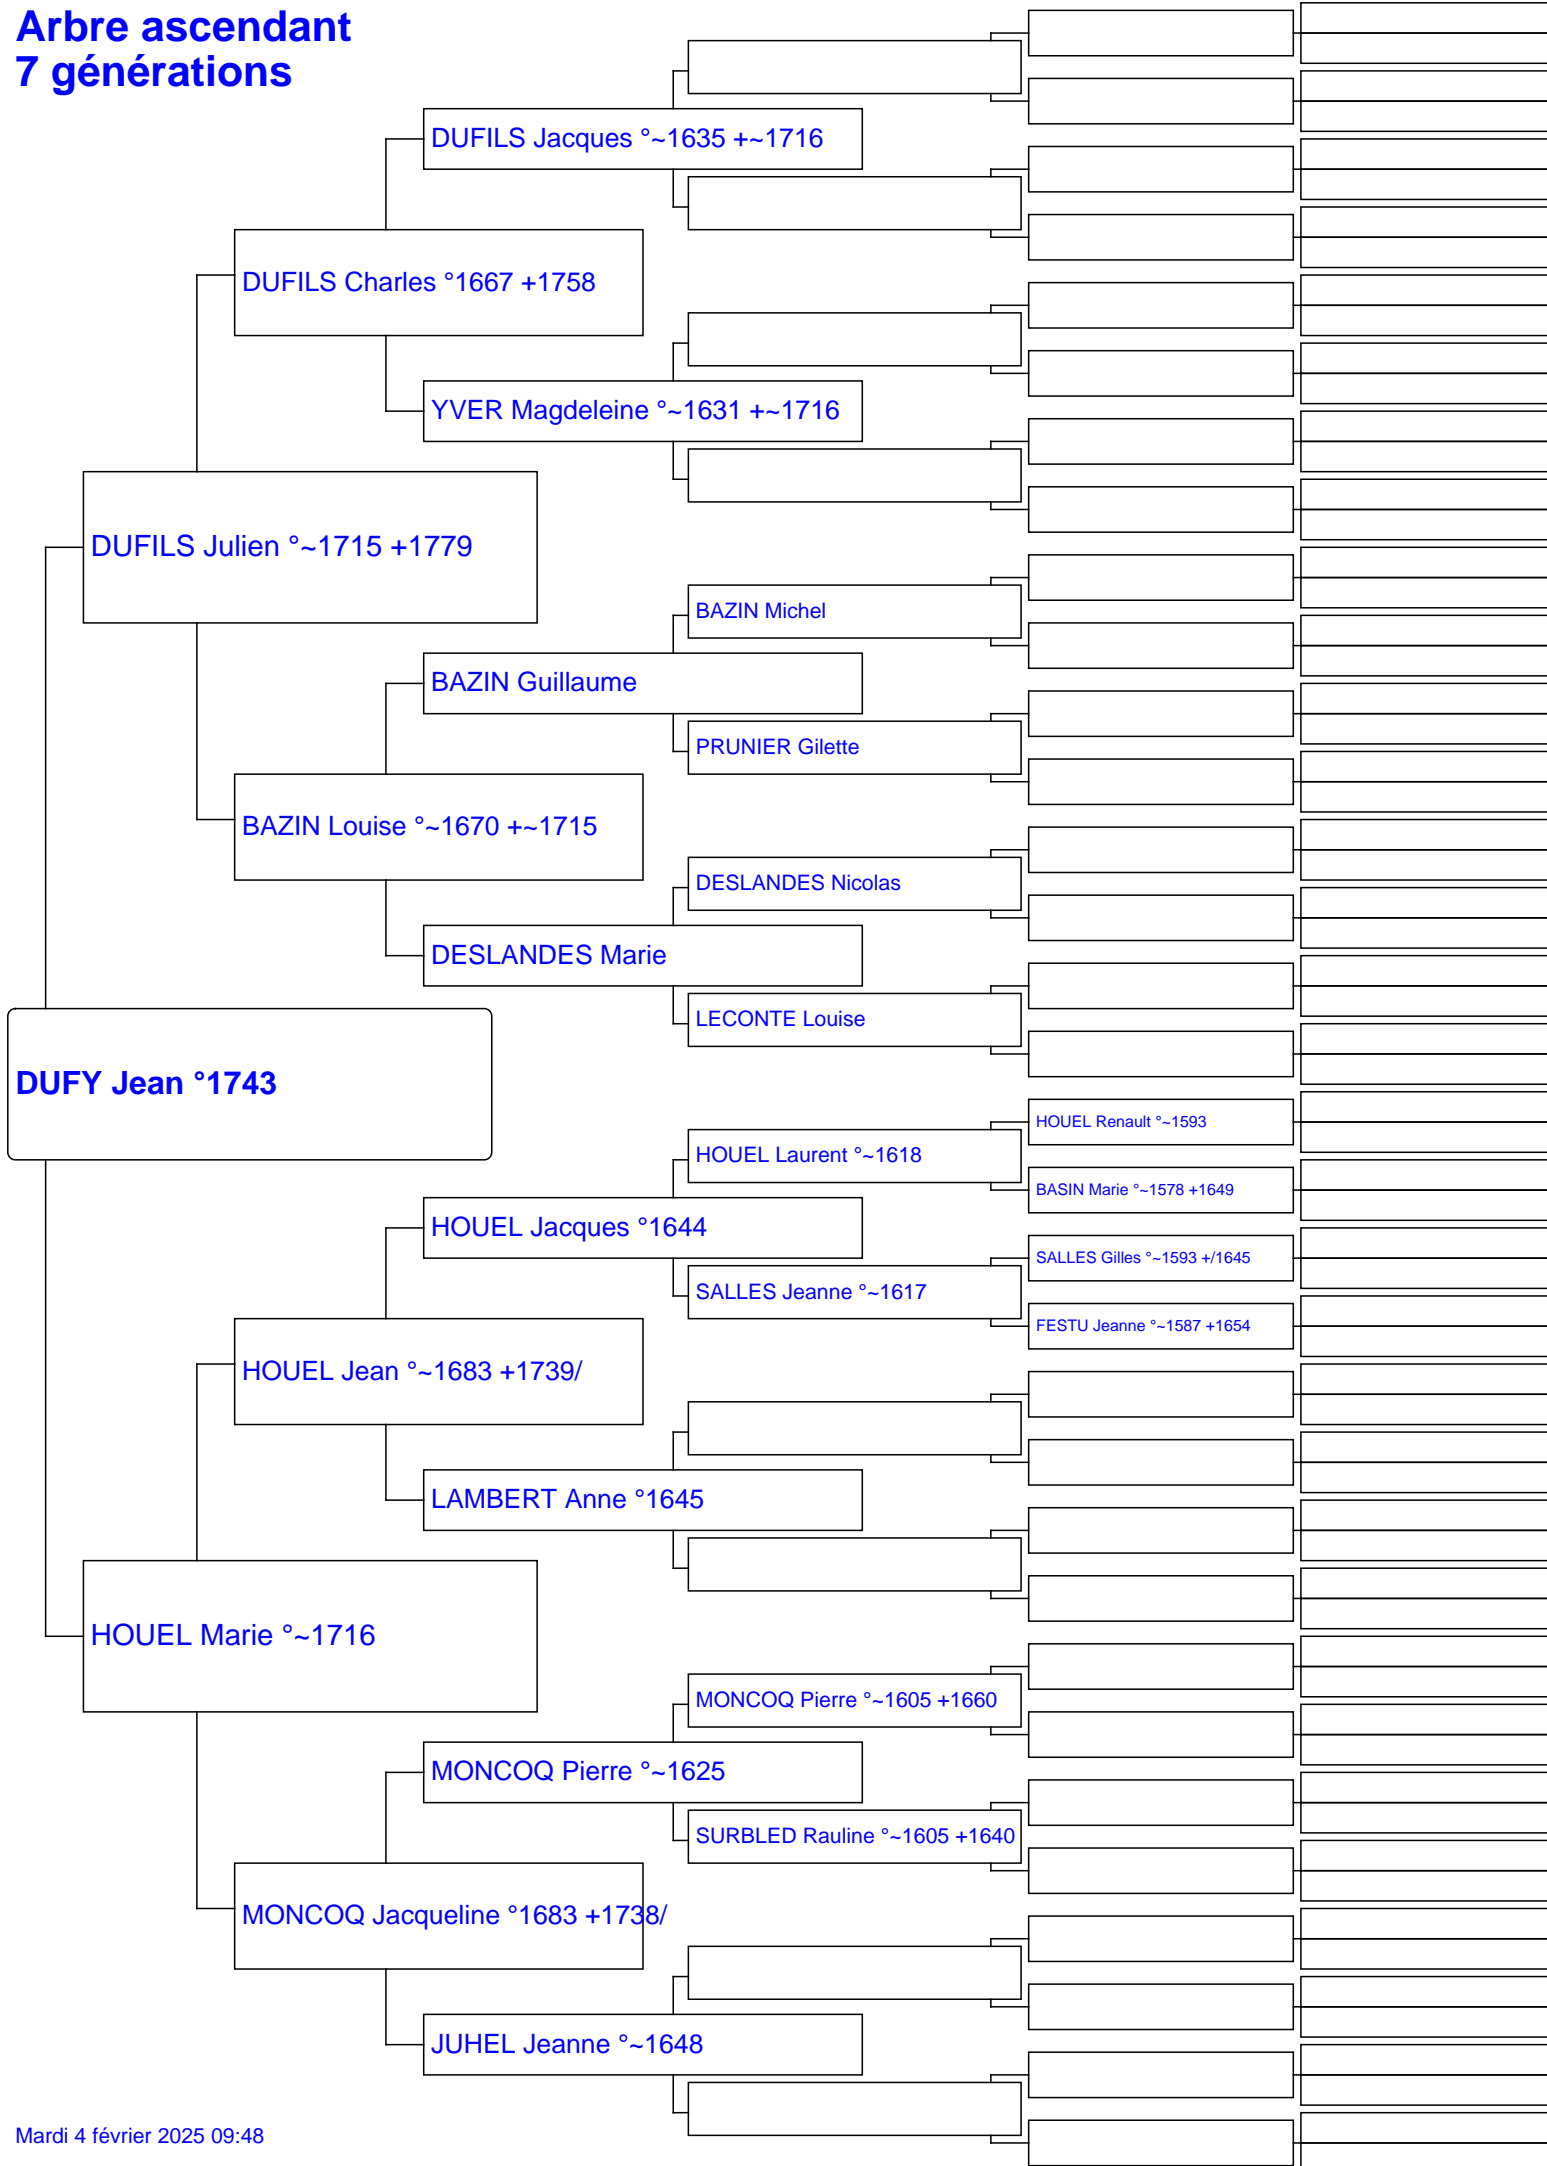 Arbre ascendant
7 générations
DUFILS Jacques °~1635 +~1716
DUFILS Charles °1667 +1758
YVER Magdeleine °~1631 +~1716
DUFILS Julien °~1715 +1779
BAZIN Michel
BAZIN Guillaume
PRUNIER Gilette
BAZIN Louise °~1670 +~1715
DESLANDES Nicolas
DESLANDES Marie
LECONTE Louise
DUFY Jean °1743
HOUEL Renault °~1593
HOUEL Laurent °~1618
BASIN Marie °~1578 +1649
HOUEL Jacques °1644
SALLES Gilles °~1593 +/1645
SALLES Jeanne °~1617
FESTU Jeanne °~1587 +1654
HOUEL Jean °~1683 +1739/
LAMBERT Anne °1645
HOUEL Marie °~1716
MONCOQ Pierre °~1605 +1660
MONCOQ Pierre °~1625
SURBLED Rauline °~1605 +1640
MONCOQ Jacqueline °1683 +1738/
JUHEL Jeanne °~1648
Mardi 4 février 2025 09:48